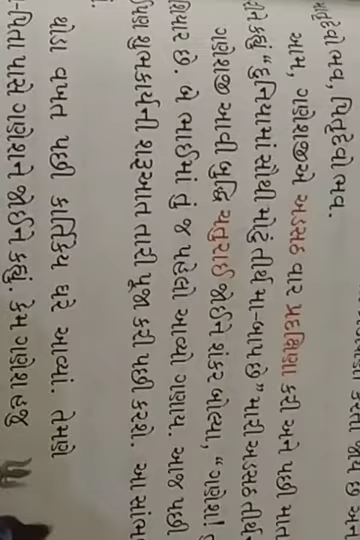 માતૃદેવો ભવ, પિતૃદેવો ભવ.
આમ, ગણેશજીએ અડસઠ વાર પ્રદક્ષિણા કરી અને પછી માત
કહ્યું "દુનિયામાં સૌથી મોટું તીર્થ મા-બાપ છે" મારી અડસઠ તીર્થ
ગણેશજી આવી બુદ્ધિ ચતુરાઈ જોઈને શંકર બોલ્યા, "ગણેશ!
છે. બે ભાઈમાં તું જ પહેલો આવ્યો ગણાય. આજ પછી
શુભકાર્યની શરૂઆત તારી પૂજા કરી પછી કરશે. આ સાંભ
થોડા વખત પછી કાર્તિકેય ઘરે આવ્યાં. તેમણે
પિતા પાસે ગણેશને જોઈને કહ્યું. કેમ ગણેશ હજુ